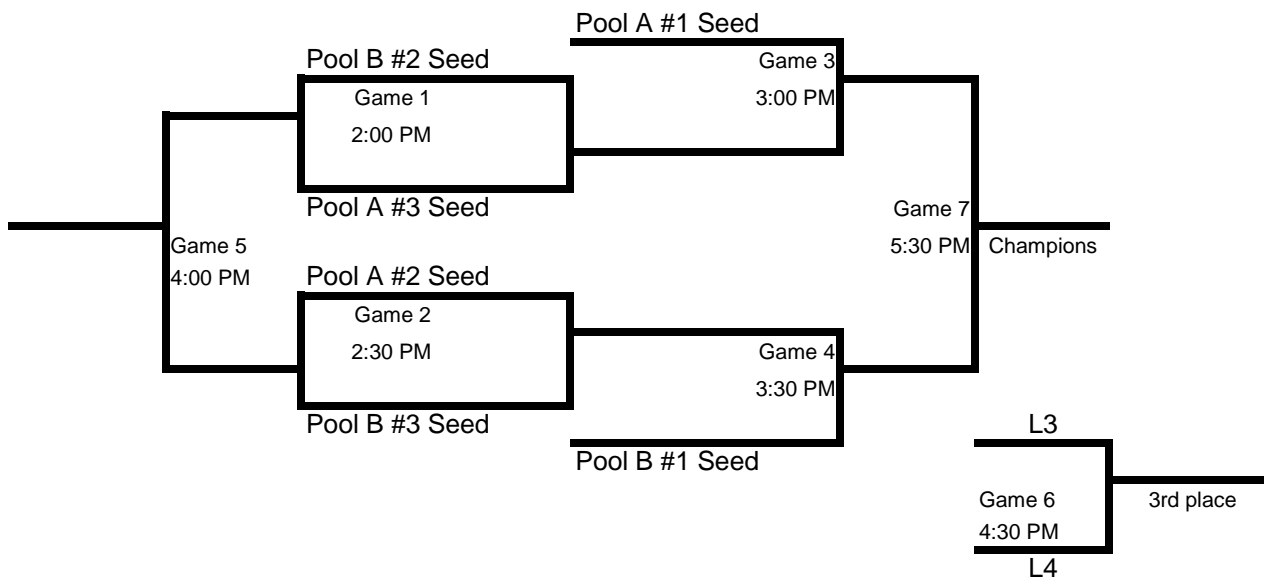 Pool A #1 Seed
Pool B #2 Seed
Game 3
3:00 PM
Game 1
2:00 PM
Pool A #3 Seed
Game 7
5:30 PM
Champions
Game 5
4:00 PM
Pool A #2 Seed
Game 2
2:30 PM
Game 4
3:30 PM
Pool B #3 Seed
Pool B #1 Seed
L3
Game 6
4:30 PM
3rd place
L4